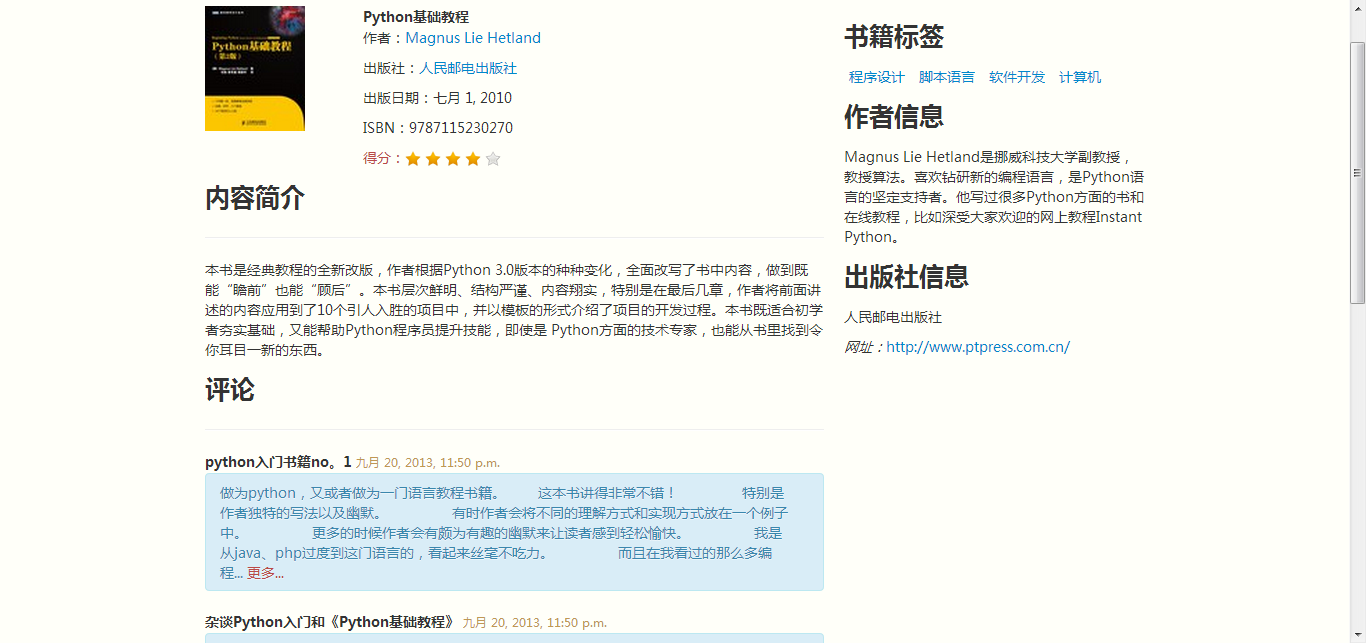 Python基础教程
(第2版)
Python基础教程
作者：Magnus Lie Hetland
出版社：人民邮电出版社
出版日期：七月 1, 2010
ISBN：9787115230270
得分：
内容简介
本书是经典教程的全新改版，作者根据Python 3.0版本的种种变化，全面改写了书中内容，做到既
能“瞻前”也能“顾后”。本书层次鲜明、结构严谨、内容翔实，特别是在最后几章，作者将前面讲
述的内容应用到了10个引人入胜的项目中，并以模板的形式介绍了项目的开发过程。本书既适合初学
者夯实基础，又能帮助Python程序员提升技能，即使是 Python方面的技术专家，也能从书里找到令
你耳目一新的东西。
评论
python入门书籍no。1 九月 20, 2013, 11:50 p.m.
做为python，又或者做为一门语言教程书籍。 这本书讲得非常不错！ 特别是
作者独特的写法以及幽默。 有时作者会将不同的理解方式和实现方式放在一个例子
中。 更多的时候作者会有颇为有趣的幽默来让读者感到轻松愉快。 我是
从java、php过度到这门语言的，看起来丝毫不吃力。 而且在我看过的那么多编
程... 更多...
杂谈Python入门和《Python基础教程》 九月 20, 2013, 11:50 p.m.
书籍标签
程序设计 脚本语言 软件开发 计算机
作者信息
Magnus Lie Hetland是挪威科技大学副教授，
教授算法。喜欢钻研新的编程语言，是Python语
言的坚定支持者。他写过很多Python方面的书和
在线教程，比如深受大家欢迎的网上教程Instant
Python。
出版社信息
人民邮电出版社
网址：http://www.ptpress.com.cn/